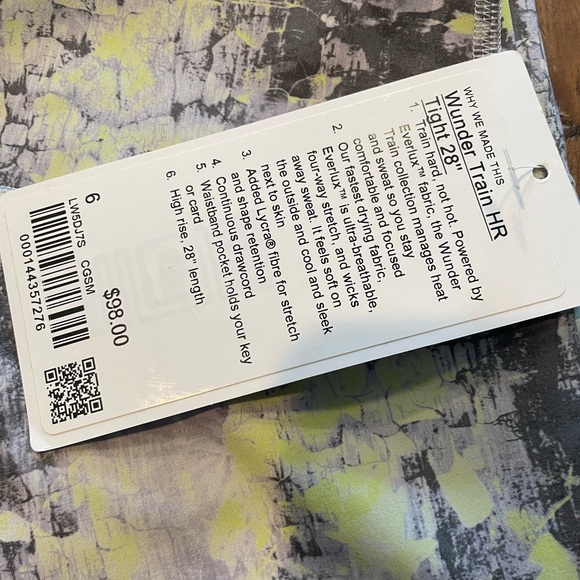 WHY WE MADE THIS
Wunder Train HR
Tight 28"
1. Train hard, not hot. Powered by
Everlux™ fabric, the Wunder
Train collection manages heat
and sweat so you stay
comfortable and focused
2. Our fastest drying fabric,
Everlux™ is ultra-breathable,
four-way stretch, and wicks
away sweat. It feels soft on
the outside and cool and sleek
next to skin
3. Added Lycra® fibre for stretch
and shape retention
4. Continuous drawcord
5. Waistband pocket holds your key
or card
6. High rise, 28" length
6
$98.00
LW5DJ7S CGSM
000144357276